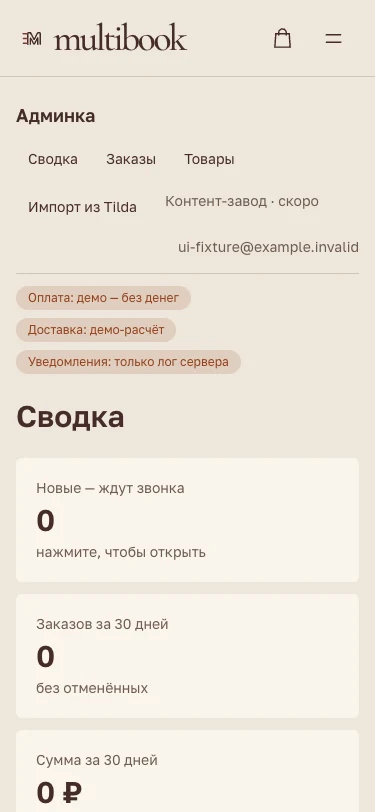 multibook
Админка
Сводка Заказы Товары
Импорт из Tilda Контент-завод · скоро
ui-fixture@example.invalid
Оплата: демо — без денег
Доставка: демо-расчёт
Уведомления: только лог сервера
Сводка
Новые — ждут звонка
0
нажмите, чтобы открыть
Заказов за 30 дней
0
без отменённых
Сумма за 30 дней
0 ₽